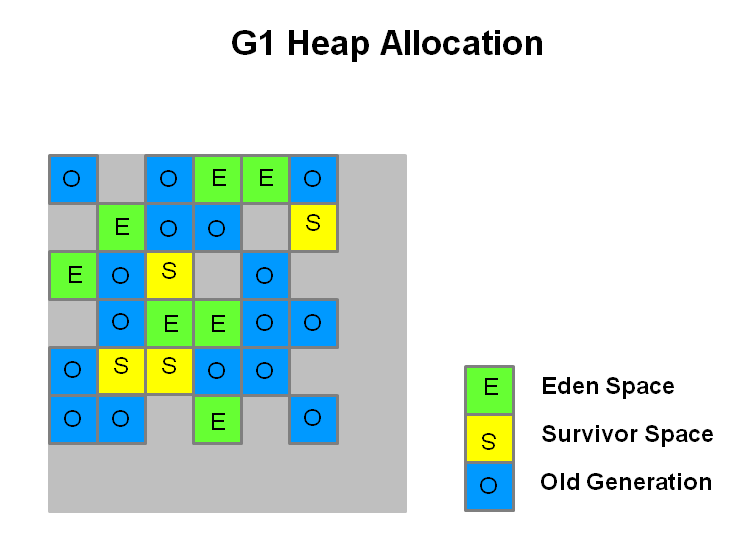 G1 Heap Allocation
O O E E O
E O O S
E O S O
O E E O O
O S S O O
O O E O
E Eden Space
S Survivor Space
O Old Generation